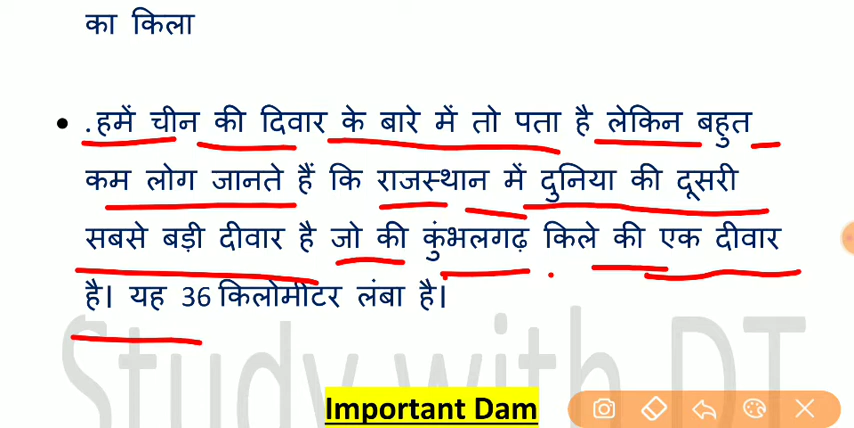 का किला
.हमें चीन की दिवार के बारे में तो पता है लेकिन बहुत
कम लोग जानते हैं कि राजस्थान में दुनिया की दूसरी
सबसे बड़ी दीवार है जो की कुंभलगढ़ किले की एक दीवार
है। यह 36 किलोमीटर लंबा है।
Study with DT
Important Dam